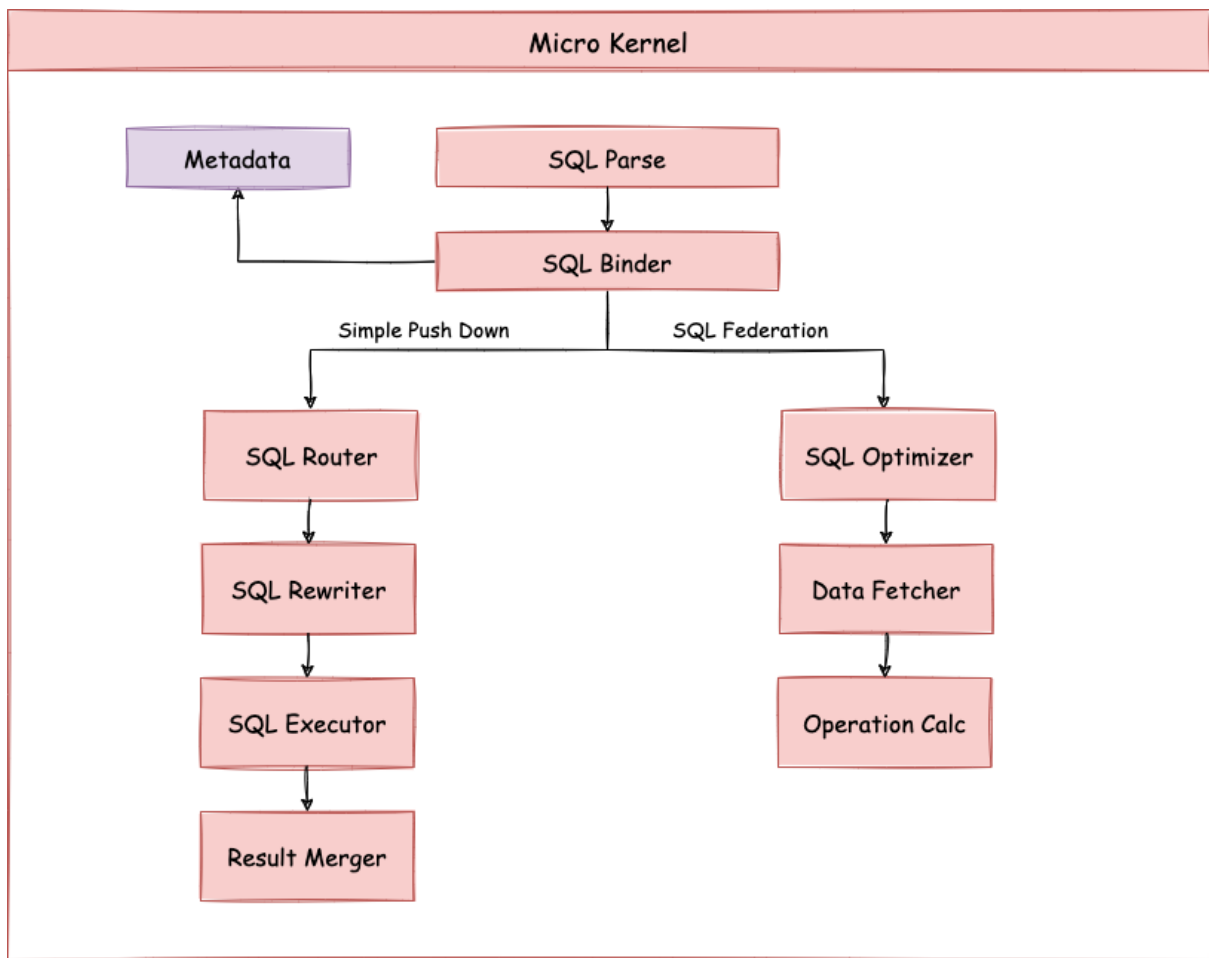 Micro Kernel
Metadata
SQL Parse
SQL Binder
Simple Push Down
SQL Federation
SQL Router
SQL Optimizer
SQL Rewriter
Data Fetcher
SQL Executor
Operation Calc
Result Merger